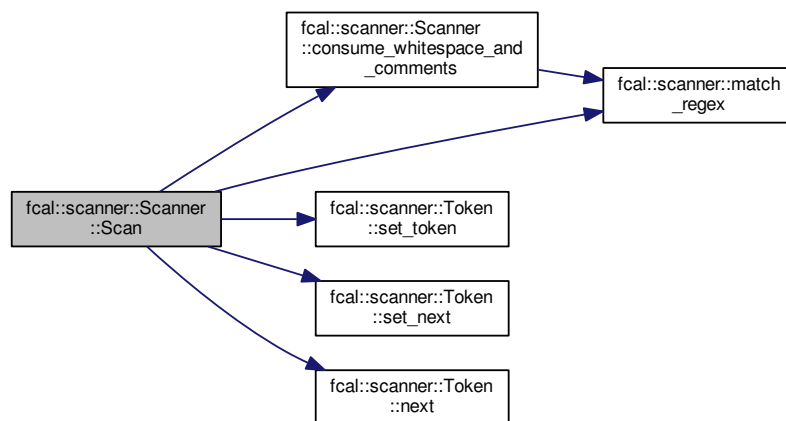 fcal::scanner::Scanner
::consume_whitespace_and
_comments
fcal::scanner::match
_regex
fcal::scanner::Scanner
::Scan
fcal::scanner::Token
::set_token
fcal::scanner::Token
::set_next
fcal::scanner::Token
::next